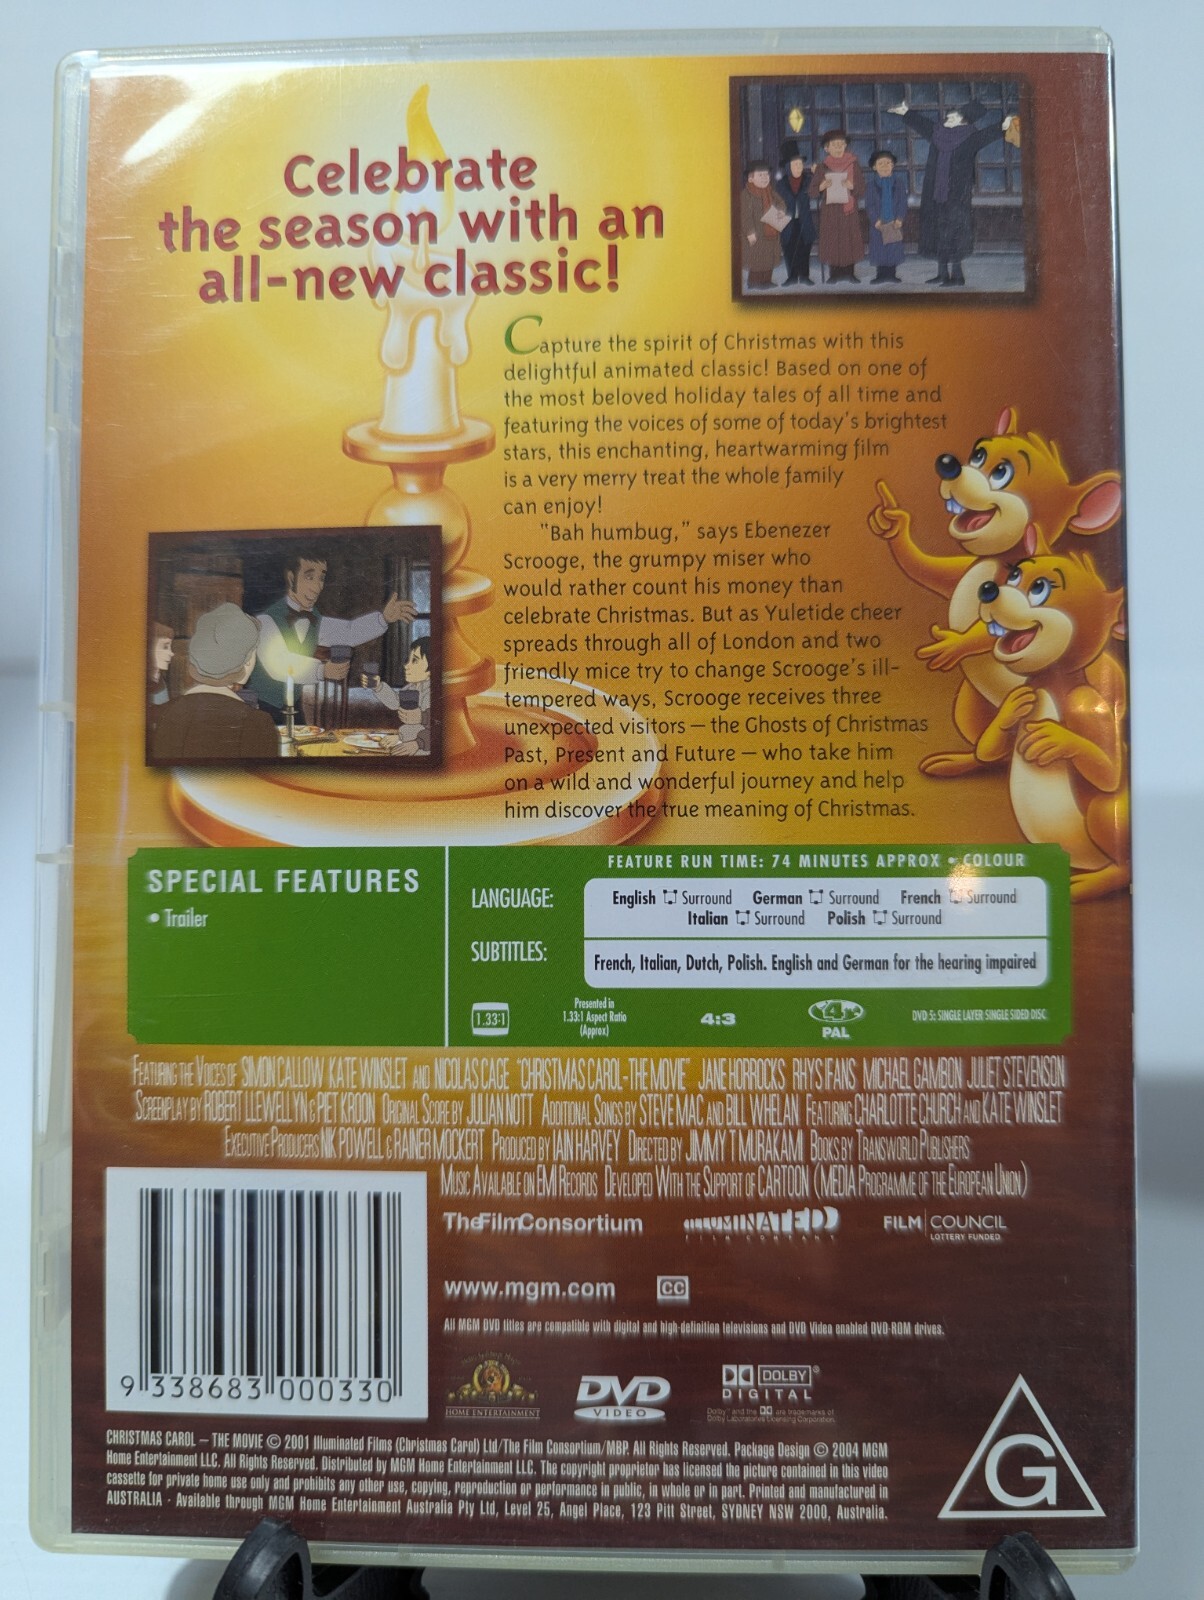 Celebrate
the season with an
all-new classic!
Capture the spirit of Christmas with this
delightful animated classic! Based on one of
the most beloved holiday tales of all time and
featuring the voices of some of today's brightest
stars, this enchanting, heartwarming film
is a very merry treat the whole family
can enjoy!
"Bah humbug," says Ebenezer
Scrooge, the grumpy miser who
would rather count his money than
celebrate Christmas. But as Yuletide cheer
spreads through all of London and two
friendly mice try to change Scrooge's ill-
tempered ways, Scrooge receives three
unexpected visitors — the Ghosts of Christmas
Past, Present and Future — who take him
on a wild and wonderful journey and help
him discover the true meaning of Christmas.
SPECIAL FEATURES
• Trailer
FEATURE RUN TIME: 74 MINUTES APPROX • COLOUR
LANGUAGE:
English Surround German Surround French Surround
Italian Surround Polish Surround
SUBTITLES:
French, Italian, Dutch, Polish. English and German for the hearing impaired
1.33:1
Presented in
1.33:1 Aspect Ratio
(Approx)
4:3
4
PAL
DVD 5: SINGLE LAYER SINGLE SIDED DISC
FEATURING THE VOICES OF SIMON CALLOW KATE WINSLET AND NICOLAS CAGE "CHRISTMAS CAROL-THE MOVIE" JANE HORROCKS RHYS IFANS MICHAEL GAMBON JULIET STEVENSON
SCREENPLAY BY ROBERT LLEWELLYN & PIET KROON ORIGINAL SCORE BY JULIAN NOTT ADDITIONAL SONGS BY STEVE MAC AND BILL WHELAN FEATURING CHARLOTTE CHURCH AND KATE WINSLET
EXECUTIVE PRODUCERS NIK POWELL & RAINER MOCKERT PRODUCED BY IAIN HARVEY DIRECTED BY JIMMY T MURAKAMI BOOKS BY TRANSWORLD PUBLISHERS
MUSIC AVAILABLE ON EMI RECORDS DEVELOPED WITH THE SUPPORT OF CARTOON (MEDIA PROGRAMME OF THE EUROPEAN UNION)
TheFilmConsortium
ILLUMINATED
FILM COMPANY
FILM COUNCIL
LOTTERY FUNDED
www.mgm.com
CC
All MGM DVD titles are compatible with digital and high-definition televisions and DVD Video enabled DVD-ROM drives.
9 338683 000330
HOME ENTERTAINMENT
DVD
VIDEO
DOLBY®
DIGITAL
Dolby and the DD are trademarks of
Dolby Laboratories Licensing Corporation.
CHRISTMAS CAROL – THE MOVIE © 2001 Illuminated Films (Christmas Carol) Ltd/The Film Consortium/MBP. All Rights Reserved. Package Design © 2004 MGM
Home Entertainment LLC. All Rights Reserved. Distributed by MGM Home Entertainment LLC. The copyright proprietor has licensed the picture contained in this video
cassette for private home use only and prohibits any other use, copying, reproduction or performance in public, in whole or in part. Printed and manufactured in
AUSTRALIA - Available through MGM Home Entertainment Australia Pty Ltd, Level 25, Angel Place, 123 Pitt Street, SYDNEY NSW 2000, Australia.
G